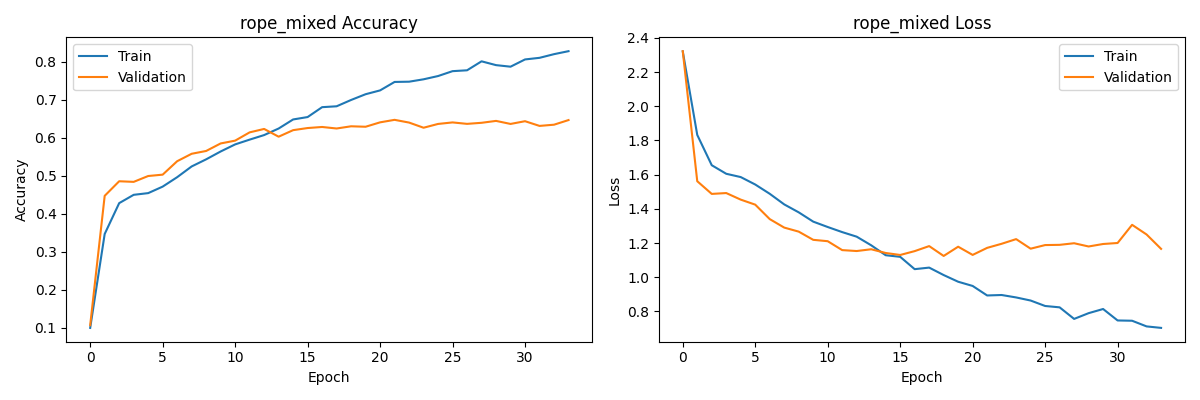 rope_mixed Accuracy
Train
Validation
Accuracy
0.8
0.7
0.6
0.5
0.4
0.3
0.2
0.1
0 5 10 15 20 25 30
Epoch
rope_mixed Loss
Train
Validation
Loss
2.4
2.2
2.0
1.8
1.6
1.4
1.2
1.0
0.8
0 5 10 15 20 25 30
Epoch